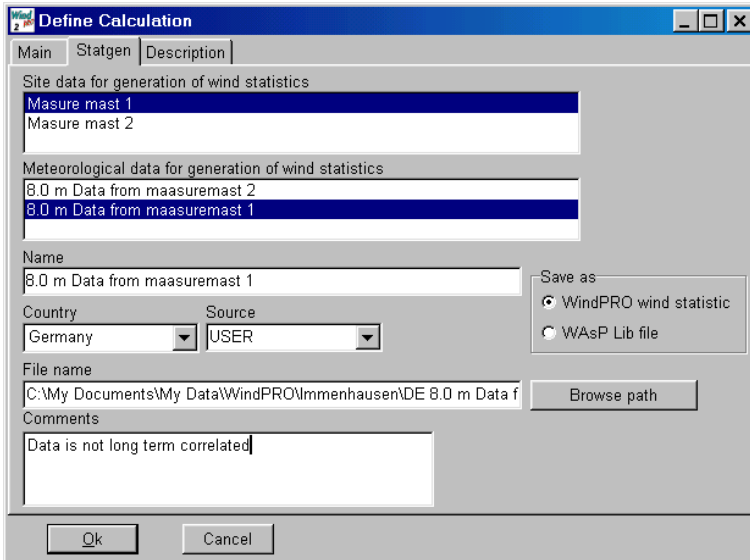 Wind
2 pro
Define Calculation
Main Statgen Description
Site data for generation of wind statistics
Masure mast 1
Masure mast 2
Meteorological data for generation of wind statistics
8.0 m Data from maasuremast 2
8.0 m Data from maasuremast 1
Name
8.0 m Data from maasuremast 1
Save as
WindPRO wind statistic
WAsP Lib file
Country Source
Germany USER
File name
C:\My Documents\My Data\WindPRO\Immenhausen\DE 8.0 m Data f
Browse path
Comments
Data is not long term correlated
Ok Cancel